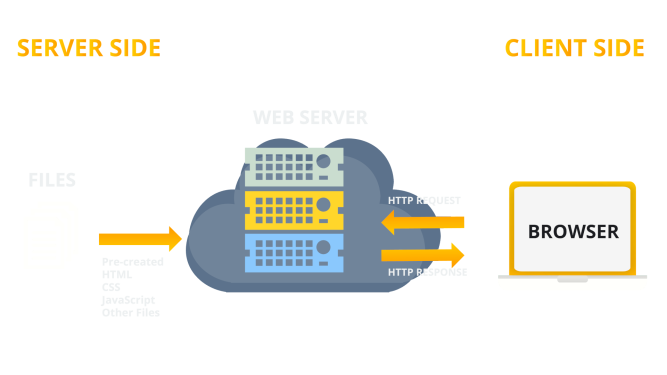 SERVER SIDE
CLIENT SIDE
WEB SERVER
FILES
HTTP REQUEST
BROWSER
Pre-created
HTML
CSS
JavaScript
Other Files
HTTP RESPONSE